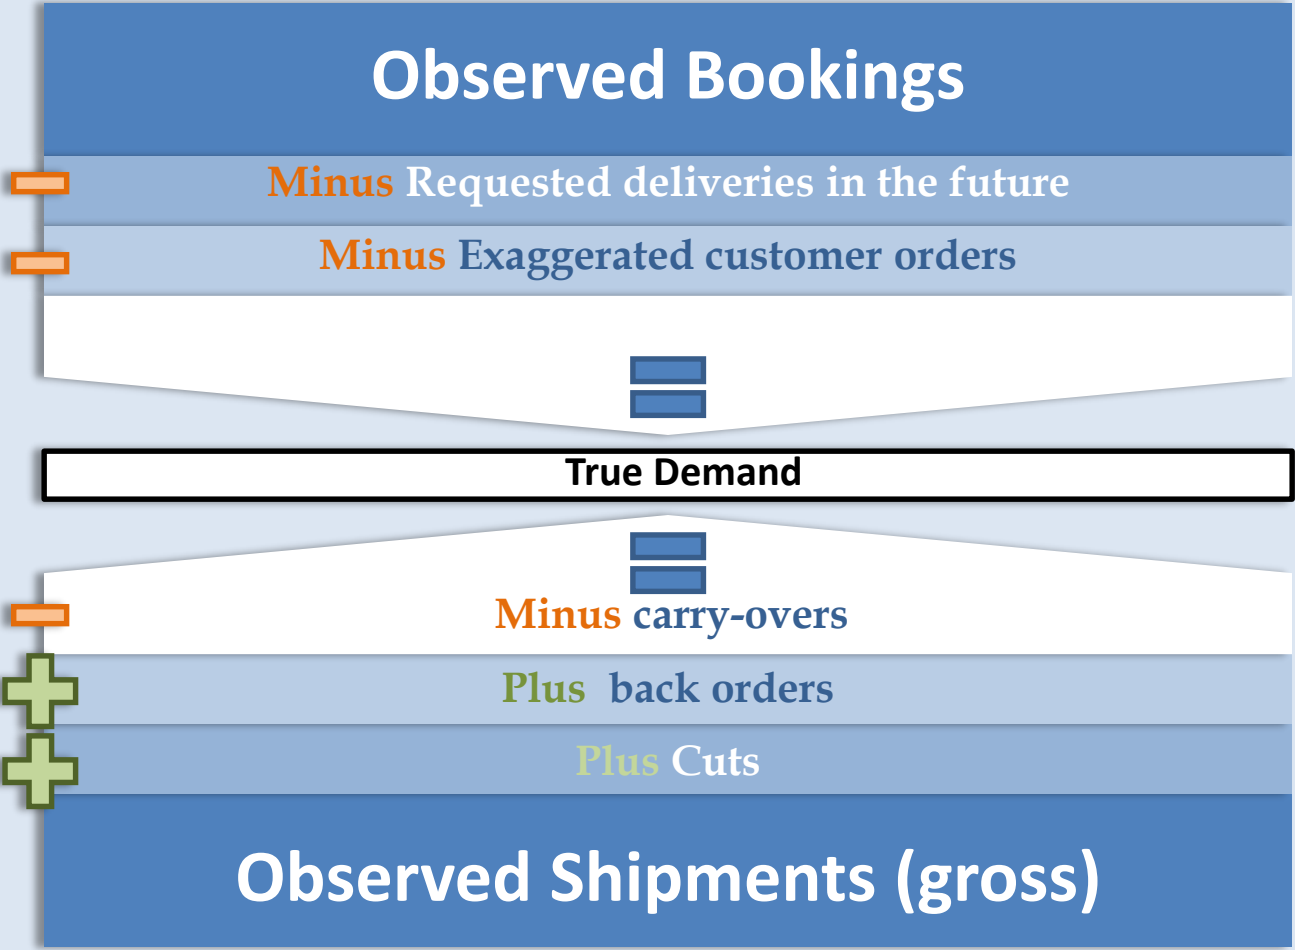 Observed Bookings
Minus Requested deliveries in the future
Minus Exaggerated customer orders
True Demand
Minus carry-overs
Plus back orders
Plus Cuts
Observed Shipments (gross)